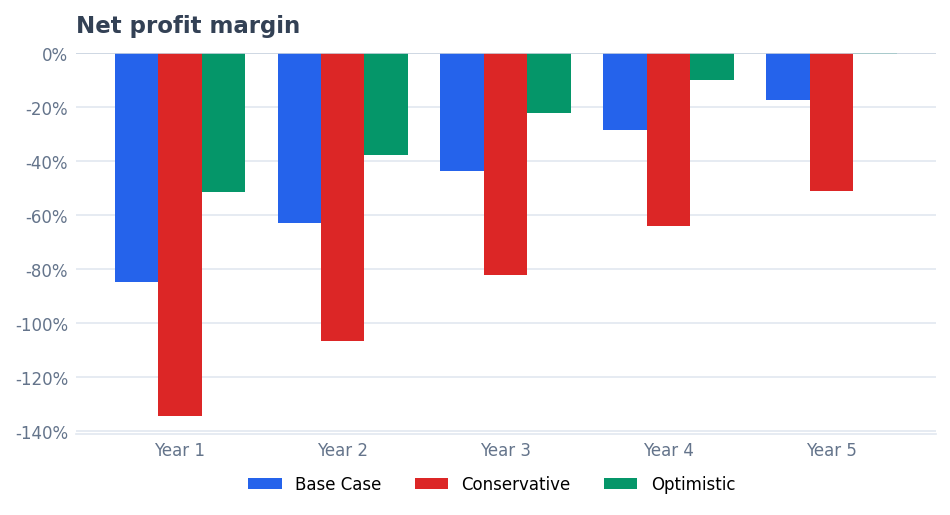 Net profit margin
0%
-20%
-40%
-60%
-80%
-100%
-120%
-140%
Year 1 Year 2 Year 3 Year 4 Year 5
Base Case Conservative Optimistic